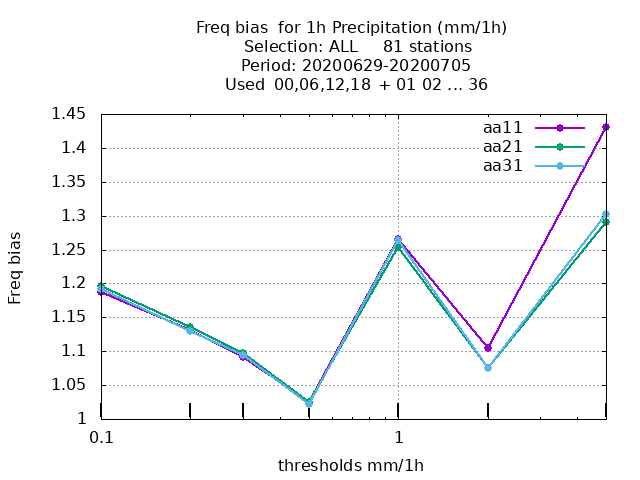 Freq bias  for 1h Precipitation (mm/1h)
Selection: ALL     81 stations
Period: 20200629-20200705
Used  00,06,12,18  + 01 02 ... 36
aa11
aa21
aa31
1.45
1.4
1.35
1.3
1.25
1.2
1.15
1.1
1.05
1
Freq bias
0.1
1
thresholds mm/1h